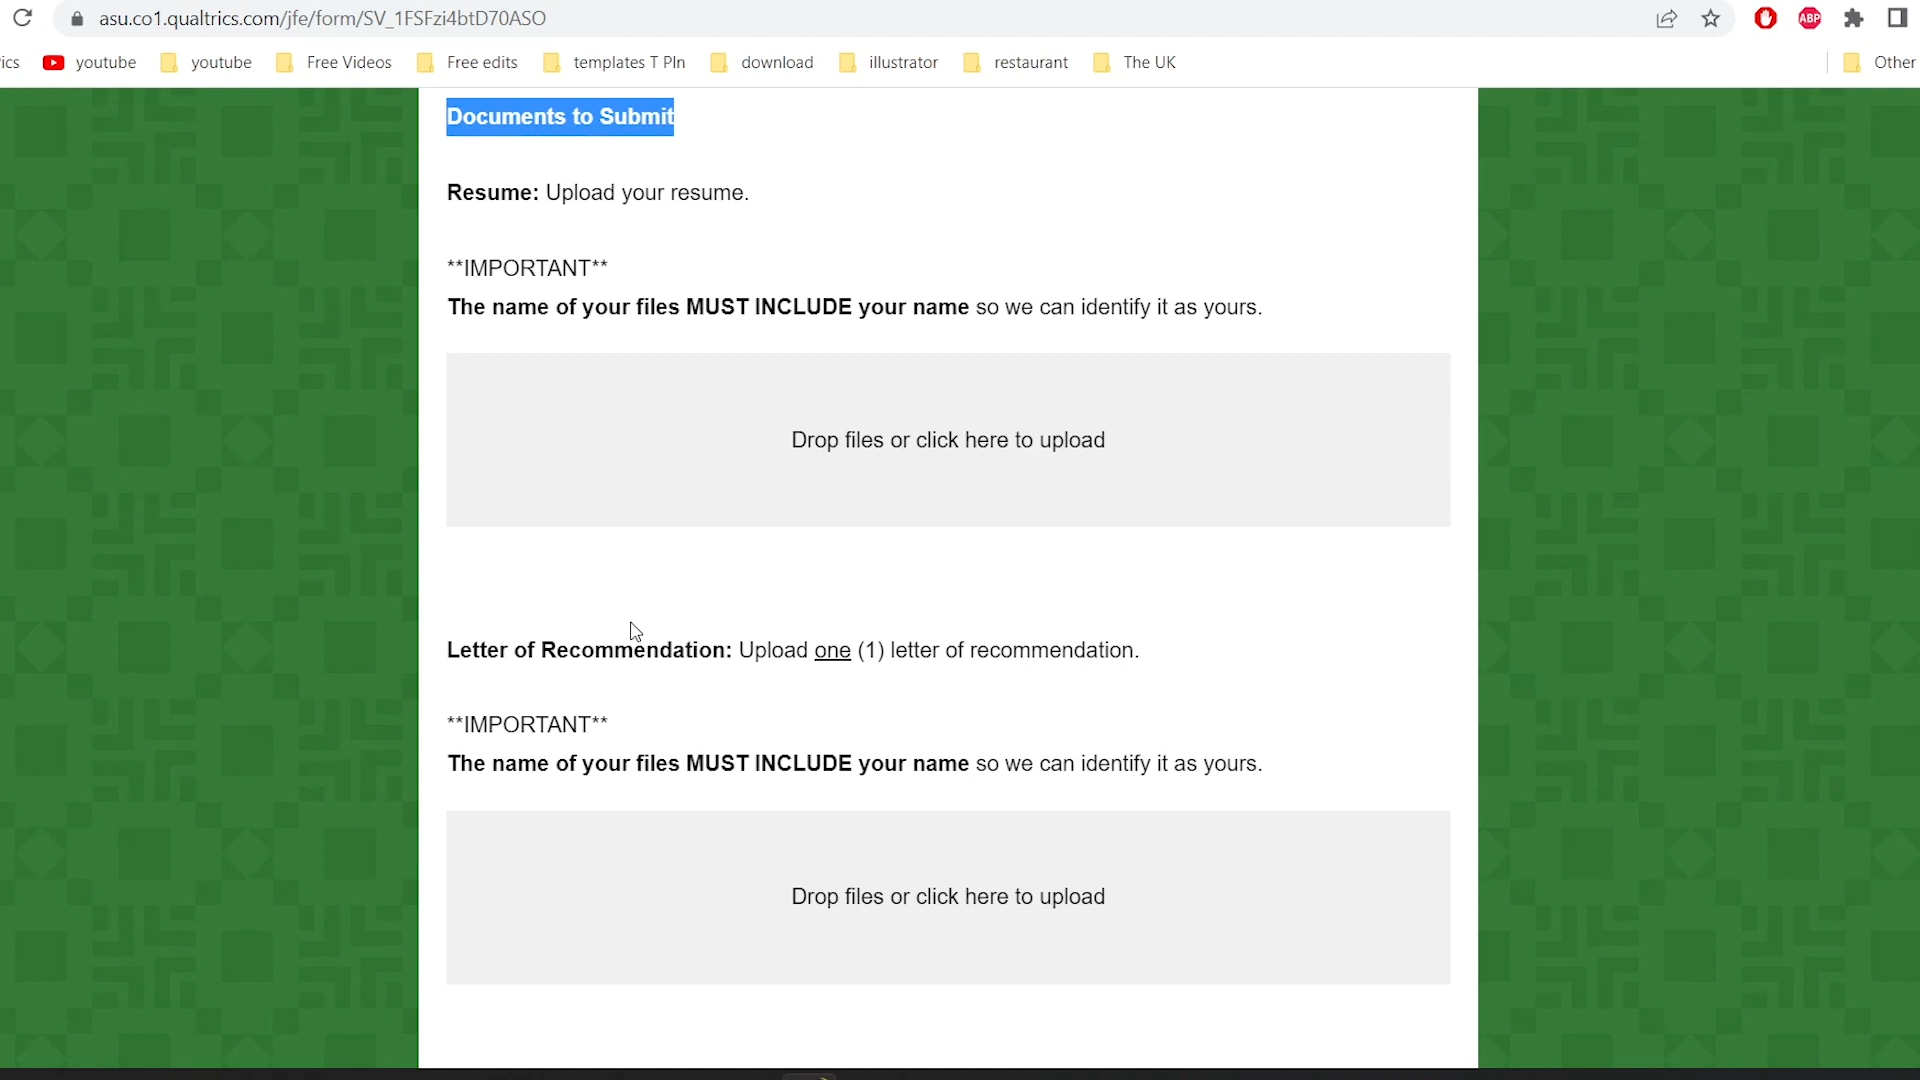 asu.co1.qualtrics.com/jfe/form/SV_1FSFzi4btD70ASO
ABP
ics youtube youtube Free Videos Free edits templates T Pln download illustrator restaurant The UK Other
Documents to Submit
Resume: Upload your resume.
**IMPORTANT**
The name of your files MUST INCLUDE your name so we can identify it as yours.
Drop files or click here to upload
Letter of Recommendation: Upload one (1) letter of recommendation.
**IMPORTANT**
The name of your files MUST INCLUDE your name so we can identify it as yours.
Drop files or click here to upload